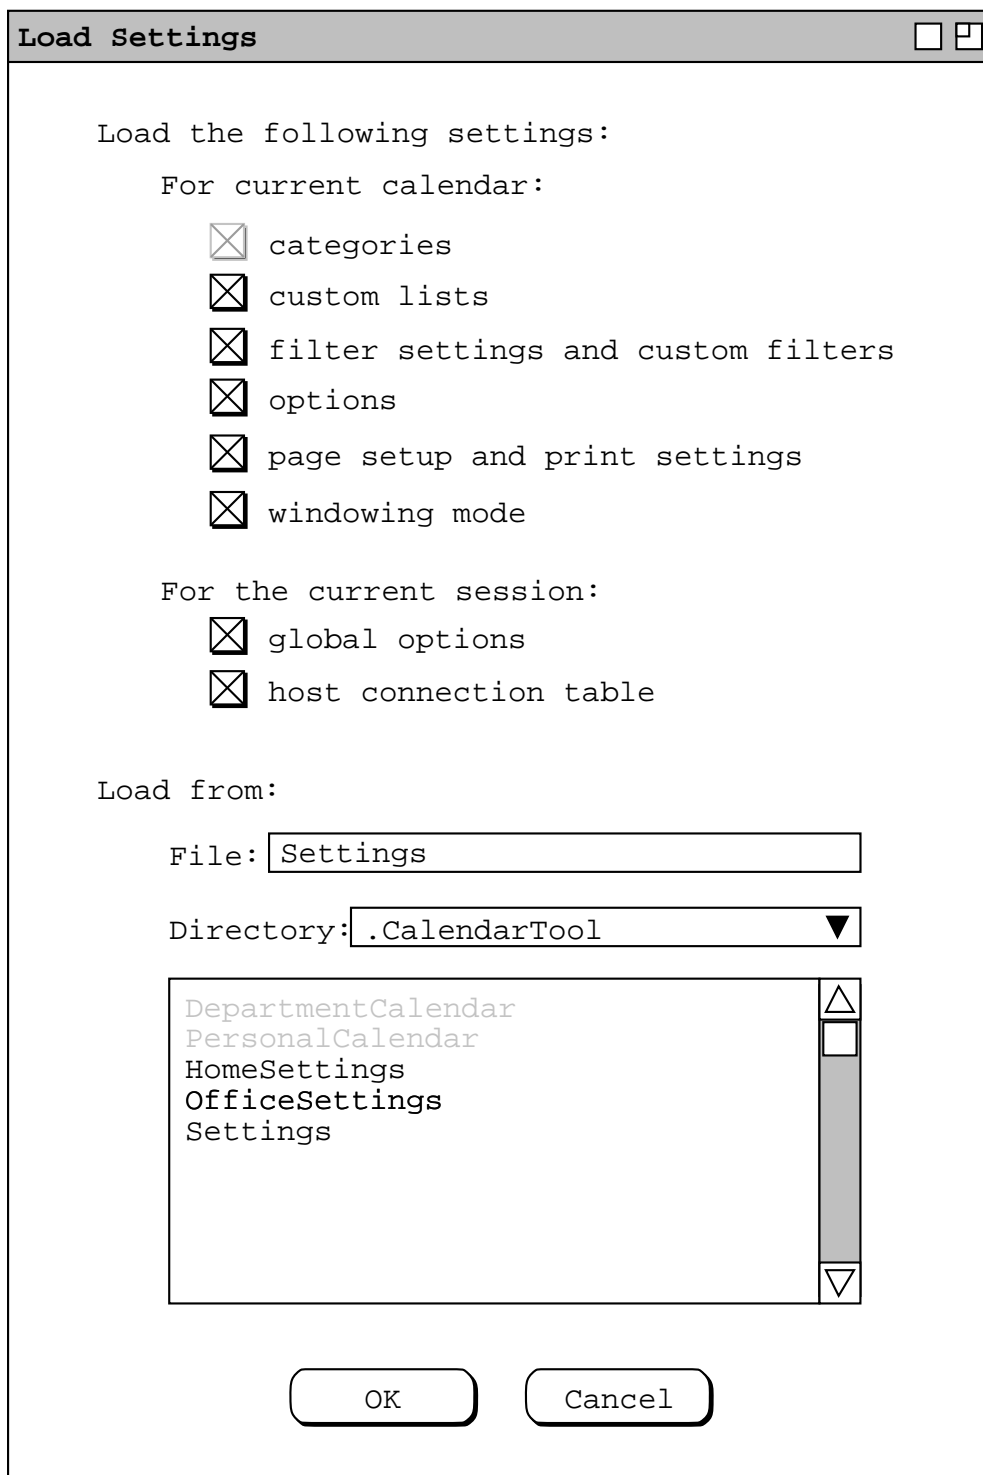 Load Settings
Load the following settings:
For current calendar:
categories
custom lists
filter settings and custom filters
options
page setup and print settings
windowing mode
For the current session:
global options
host connection table
Load from:
File: Settings
Directory: .CalendarTool
DepartmentCalendar
PersonalCalendar
HomeSettings
OfficeSettings
Settings
OK Cancel